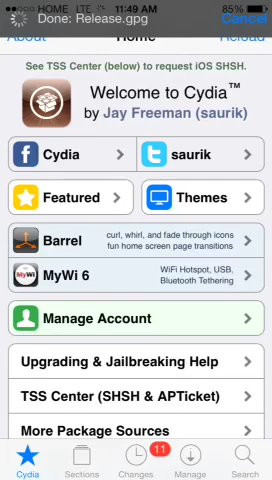 HOME LTE 11:49 AM 85%
Done: Release.gpg Cancel
About Home Reload
See TSS Center (below) to request iOS SHSH.
Welcome to Cydia™
by Jay Freeman (saurik)
Cydia saurik
Featured Themes
Barrel curl, whirl, and fade through icons
fun home screen page transitions
MyWi 6 WiFi Hotspot, USB,
Bluetooth Tethering
MyWi
Manage Account
Upgrading & Jailbreaking Help
TSS Center (SHSH & APTicket)
More Package Sources
11
Cydia Sections Changes Manage Search